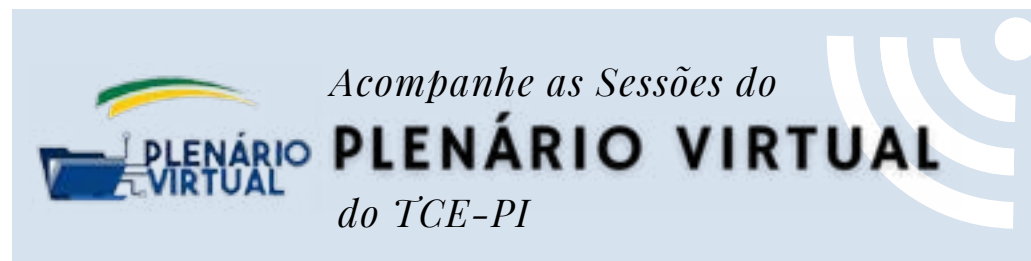 PLENÁRIO
VIRTUAL
Acompanhe as Sessões do
PLENÁRIO VIRTUAL
do TCE-PI